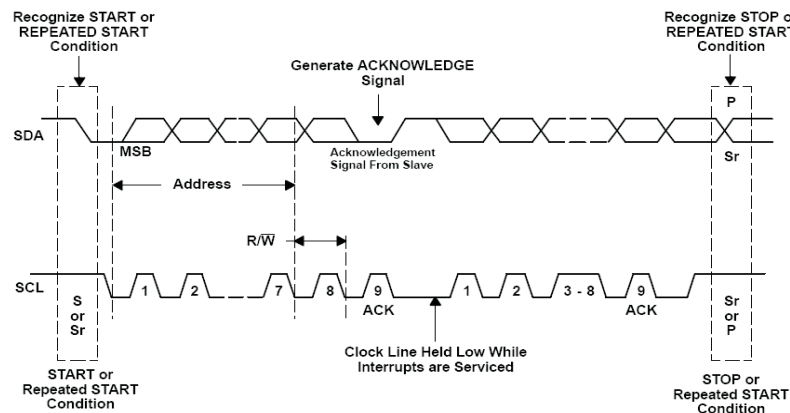 Recognize START or
REPEATED START
Condition
Recognize STOP or
REPEATED START
Condition
Generate ACKNOWLEDGE
Signal
SDA
MSB
Acknowledgement
Signal From Slave
P
Sr
Address
R/W̅
SCL
S
or
Sr
1
2
7
8
9
ACK
1
2
3 - 8
9
ACK
Sr
or
P
Clock Line Held Low While
Interrupts are Serviced
START or
Repeated START
Condition
STOP or
Repeated START
Condition